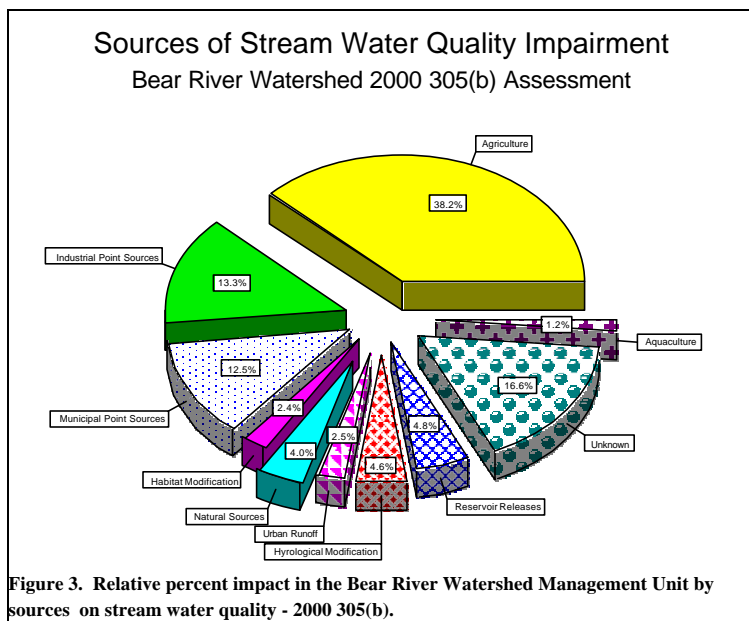 Sources of Stream Water Quality Impairment
Bear River Watershed 2000 305(b) Assessment
Agriculture
38.2%
Industrial Point Sources
13.3%
1.2%
Aquaculture
12.5%
16.6%
Municipal Point Sources
2.4%
4.8%
Unknown
2.5%
4.0%
4.6%
Habitat Modification
Reservoir Releases
Natural Sources
Urban Runoff
Hyrological Modification
Figure 3. Relative percent impact in the Bear River Watershed Management Unit by
sources on stream water quality - 2000 305(b).